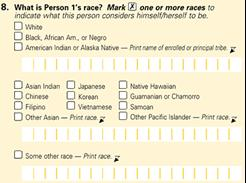 8. What is Person 1's race? Mark X one or more races to
indicate what this person considers himself/herself to be.
White
Black, African Am., or Negro
American Indian or Alaska Native — Print name of enrolled or principal tribe.
Asian Indian Japanese Native Hawaiian
Chinese Korean Guamanian or Chamorro
Filipino Vietnamese Samoan
Other Asian — Print race. Other Pacific Islander — Print race.
Some other race — Print race.